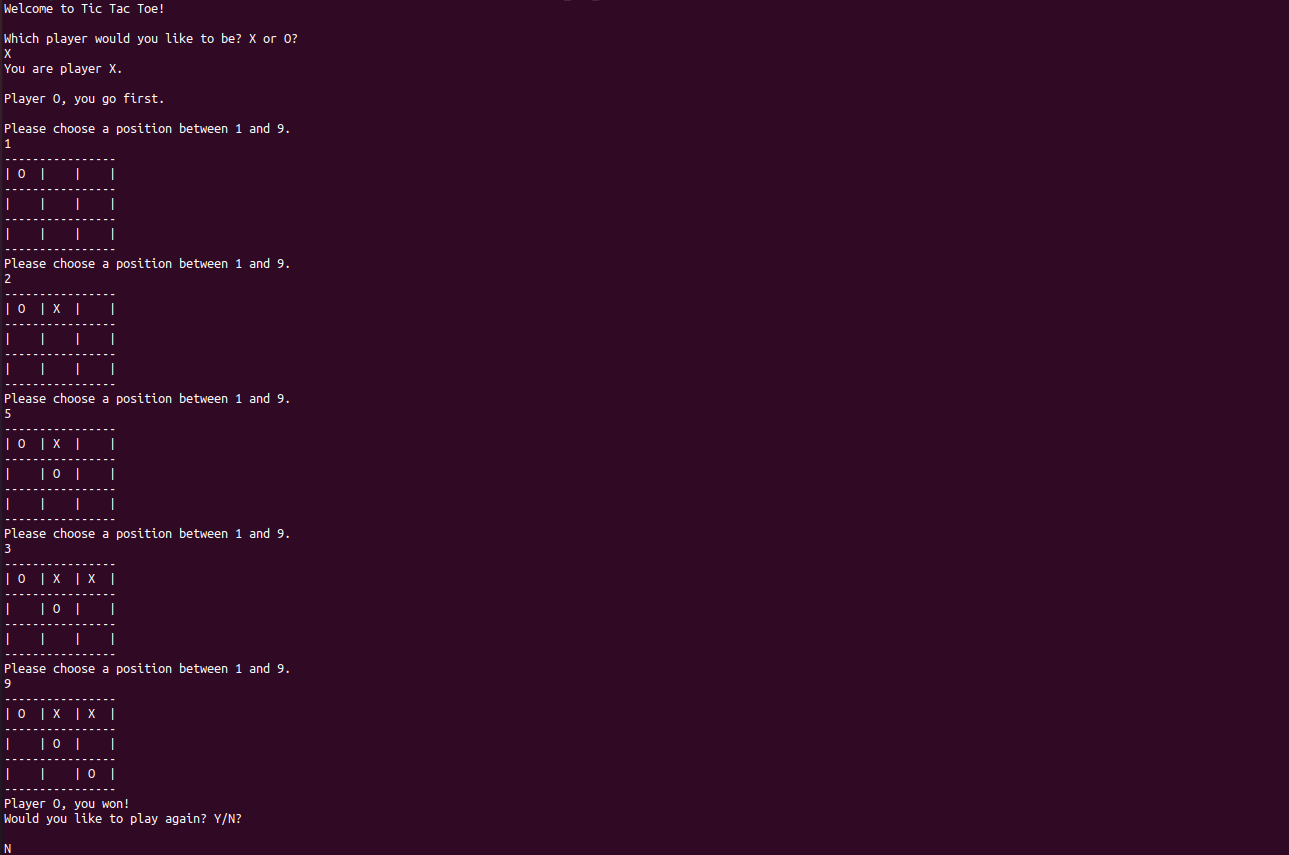 Welcome to Tic Tac Toe!

Which player would you like to be? X or O?
X
You are player X.

Player O, you go first.

Please choose a position between 1 and 9.
1
----------------
| O  |    |    |
----------------
|    |    |    |
----------------
|    |    |    |
----------------
Please choose a position between 1 and 9.
2
----------------
| O  | X  |    |
----------------
|    |    |    |
----------------
|    |    |    |
----------------
Please choose a position between 1 and 9.
5
----------------
| O  | X  |    |
----------------
|    | O  |    |
----------------
|    |    |    |
----------------
Please choose a position between 1 and 9.
3
----------------
| O  | X  | X  |
----------------
|    | O  |    |
----------------
|    |    |    |
----------------
Please choose a position between 1 and 9.
9
----------------
| O  | X  | X  |
----------------
|    | O  |    |
----------------
|    |    | O  |
----------------
Player O, you won!
Would you like to play again? Y/N?

N